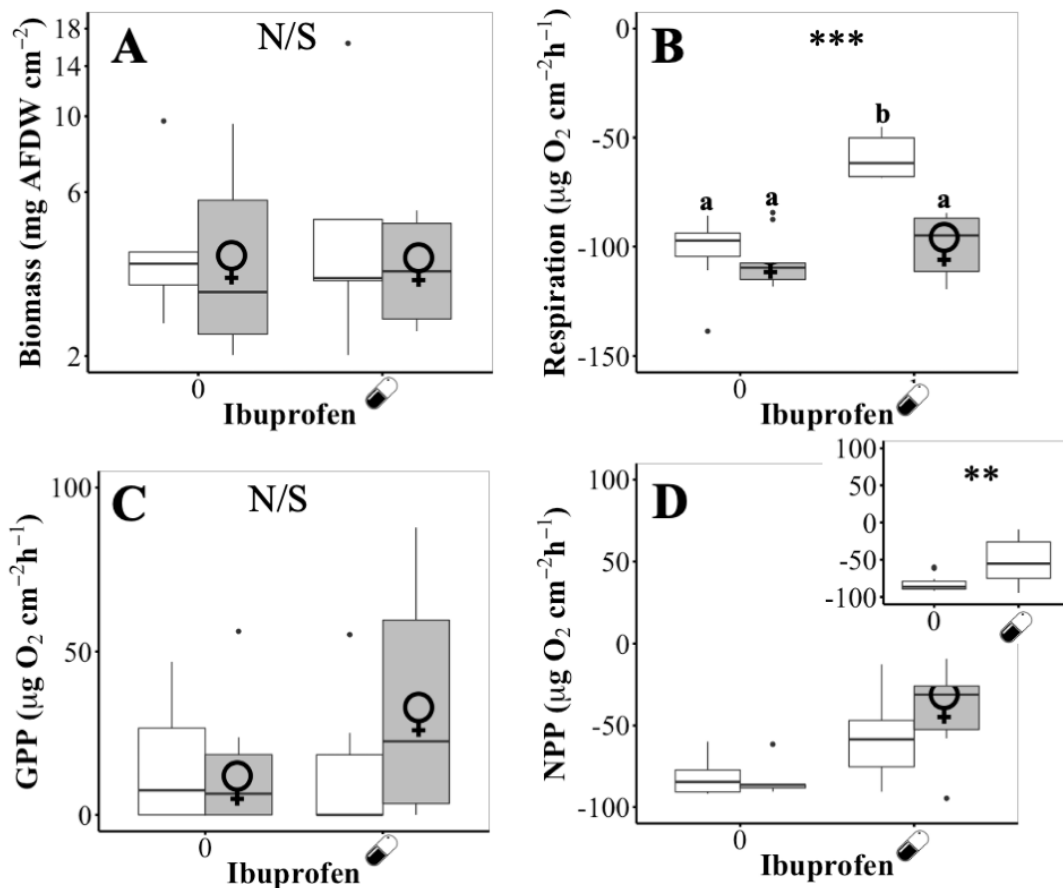 A
N/S
Biomass (mg AFDW cm−2)
18
14
10
6
2
0
Ibuprofen
B
***
Respiration (μg O2 cm−2h−1)
0
-50
-100
-150
a
a
b
a
0
Ibuprofen
C
N/S
GPP (μg O2 cm−2h−1)
100
50
0
0
Ibuprofen
D
NPP (μg O2 cm−2h−1)
100
50
0
-50
-100
0
Ibuprofen
**
100
50
0
-50
-100
0